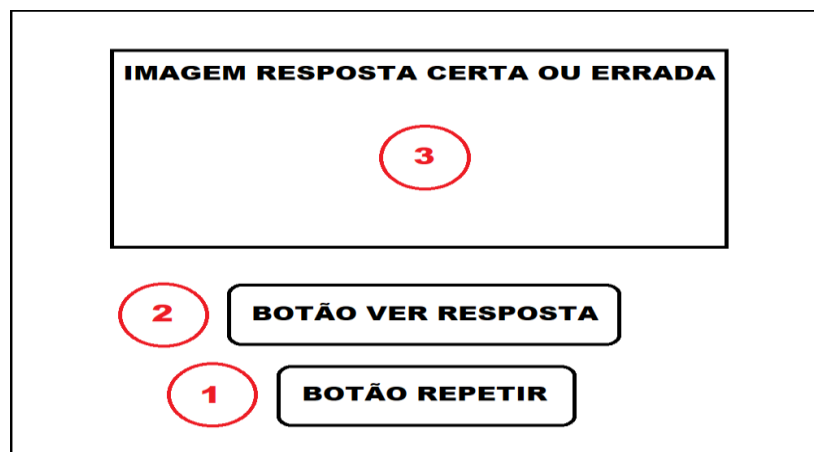 IMAGEM RESPOSTA CERTA OU ERRADA
3
2 BOTÃO VER RESPOSTA
1 BOTÃO REPETIR